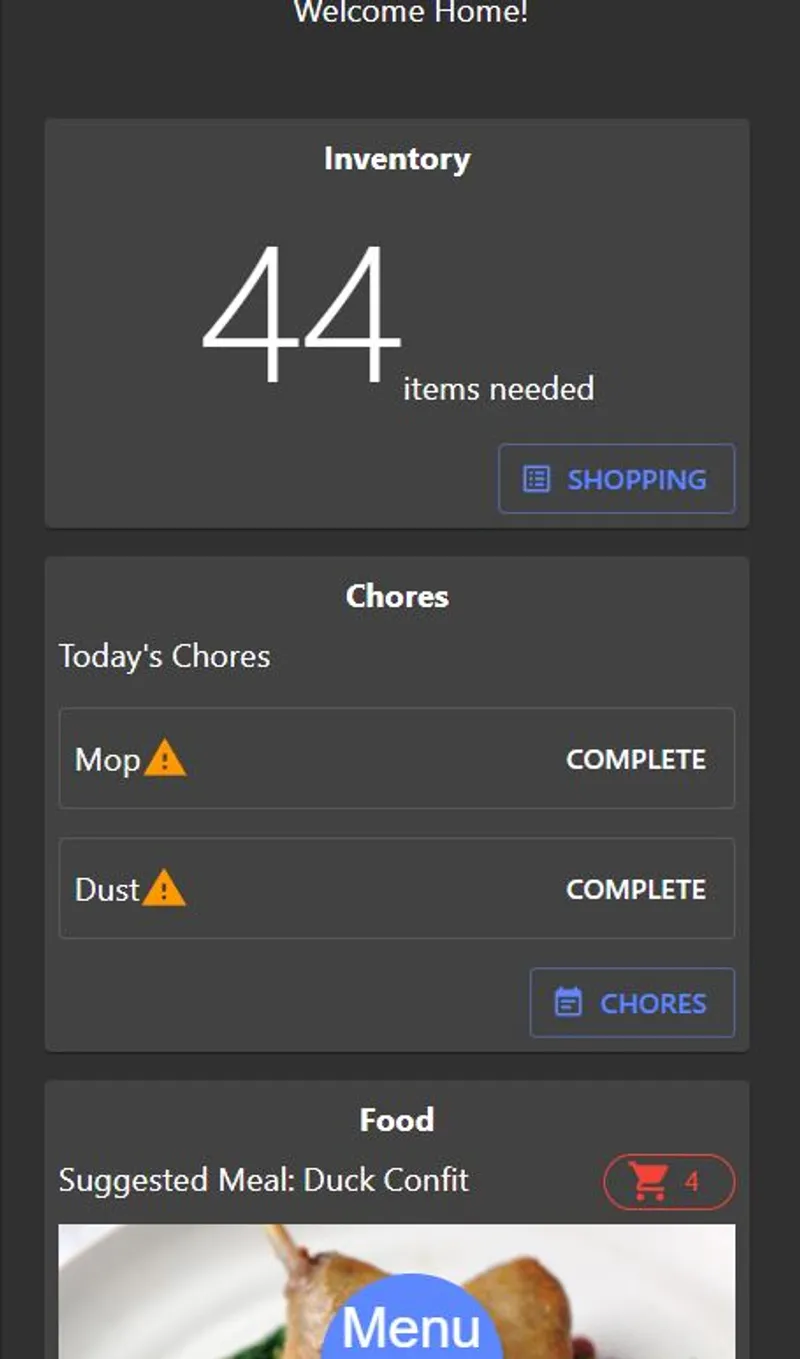 Welcome Home!
Inventory
44 items needed
SHOPPING
Chores
Today's Chores
Mop COMPLETE
Dust COMPLETE
CHORES
Food
Suggested Meal: Duck Confit 4
Menu